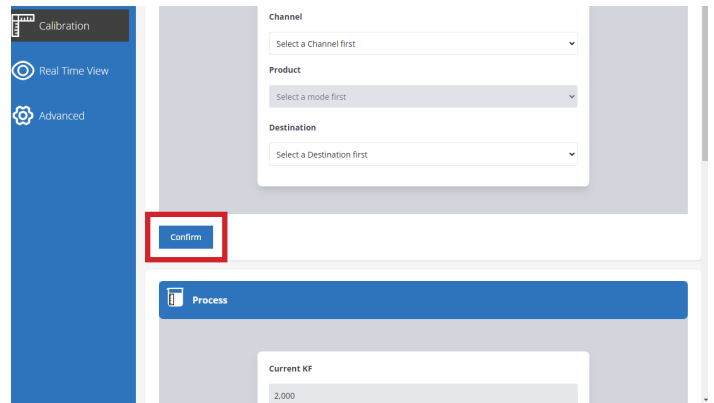 Calibration
Real Time View
Advanced
Channel
Select a Channel first
Product
Select a mode first
Destination
Select a Destination first
Confirm
Process
Current KF
2,000